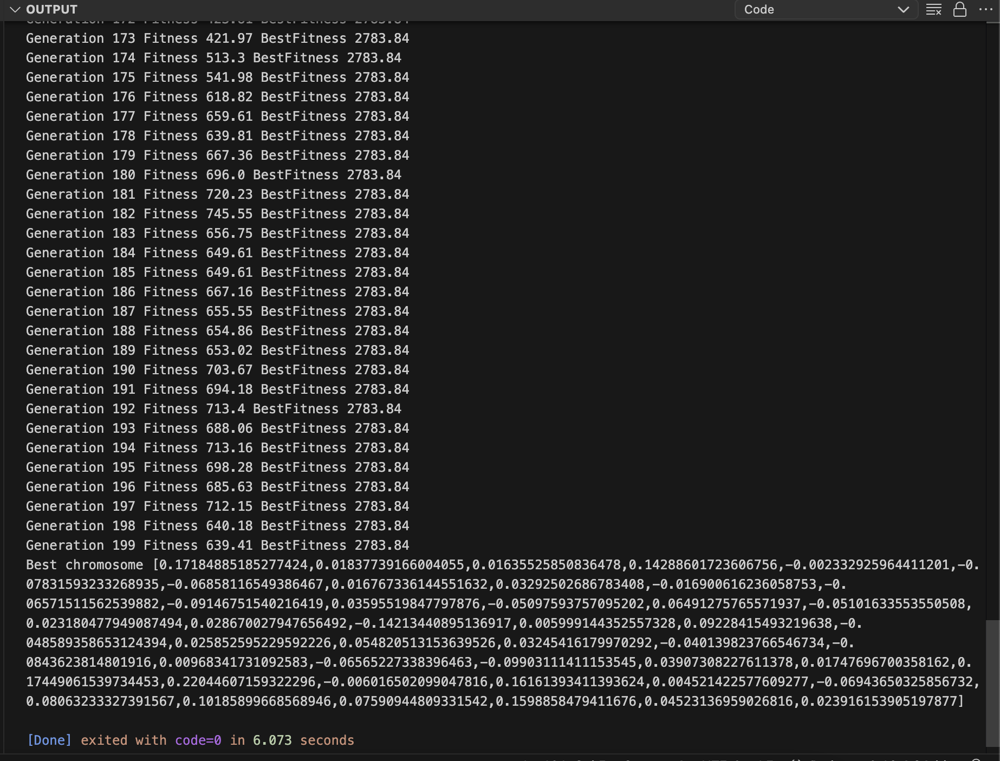 OUTPUT
Code
Generation 172 Fitness 423.61 BestFitness 2783.84
Generation 173 Fitness 421.97 BestFitness 2783.84
Generation 174 Fitness 513.3 BestFitness 2783.84
Generation 175 Fitness 541.98 BestFitness 2783.84
Generation 176 Fitness 618.82 BestFitness 2783.84
Generation 177 Fitness 659.61 BestFitness 2783.84
Generation 178 Fitness 639.81 BestFitness 2783.84
Generation 179 Fitness 667.36 BestFitness 2783.84
Generation 180 Fitness 696.0 BestFitness 2783.84
Generation 181 Fitness 720.23 BestFitness 2783.84
Generation 182 Fitness 745.55 BestFitness 2783.84
Generation 183 Fitness 656.75 BestFitness 2783.84
Generation 184 Fitness 649.61 BestFitness 2783.84
Generation 185 Fitness 649.61 BestFitness 2783.84
Generation 186 Fitness 667.16 BestFitness 2783.84
Generation 187 Fitness 655.55 BestFitness 2783.84
Generation 188 Fitness 654.86 BestFitness 2783.84
Generation 189 Fitness 653.02 BestFitness 2783.84
Generation 190 Fitness 703.67 BestFitness 2783.84
Generation 191 Fitness 694.18 BestFitness 2783.84
Generation 192 Fitness 713.4 BestFitness 2783.84
Generation 193 Fitness 688.06 BestFitness 2783.84
Generation 194 Fitness 713.16 BestFitness 2783.84
Generation 195 Fitness 698.28 BestFitness 2783.84
Generation 196 Fitness 685.63 BestFitness 2783.84
Generation 197 Fitness 712.15 BestFitness 2783.84
Generation 198 Fitness 640.18 BestFitness 2783.84
Generation 199 Fitness 639.41 BestFitness 2783.84
Best chromosome [0.17184885185277424,0.01837739166004055,0.01635525850836478,0.14288601723606756,-0.002332925964411201,-0.
07831593233268935,-0.06858116549386467,0.016767336144551632,0.03292502686783408,-0.016900616236058753,-0.
06571511562539882,-0.09146751540216419,0.03595519847797876,-0.05097593757095202,0.06491275765571937,-0.05101633553550508,
0.023180477949087494,0.028670027947656492,-0.14213440895136917,0.005999144352557328,0.09228415493219638,-0.
048589358653124394,0.025852595229592226,0.054820513153639526,0.03245416179970292,-0.040139823766546734,-0.
0843623814801916,0.00968341731092583,-0.06565227338396463,-0.09903111411153545,0.03907308227611378,0.01747696700358162,0.
17449061539734453,0.22044607159322296,-0.006016502099047816,0.16161393411393624,0.004521422577609277,-0.06943650325856732,
0.08063233327391567,0.10185899668568946,0.07590944809331542,0.1598858479411676,0.04523136959026816,0.023916153905197877]
[Done] exited with code=0 in 6.073 seconds